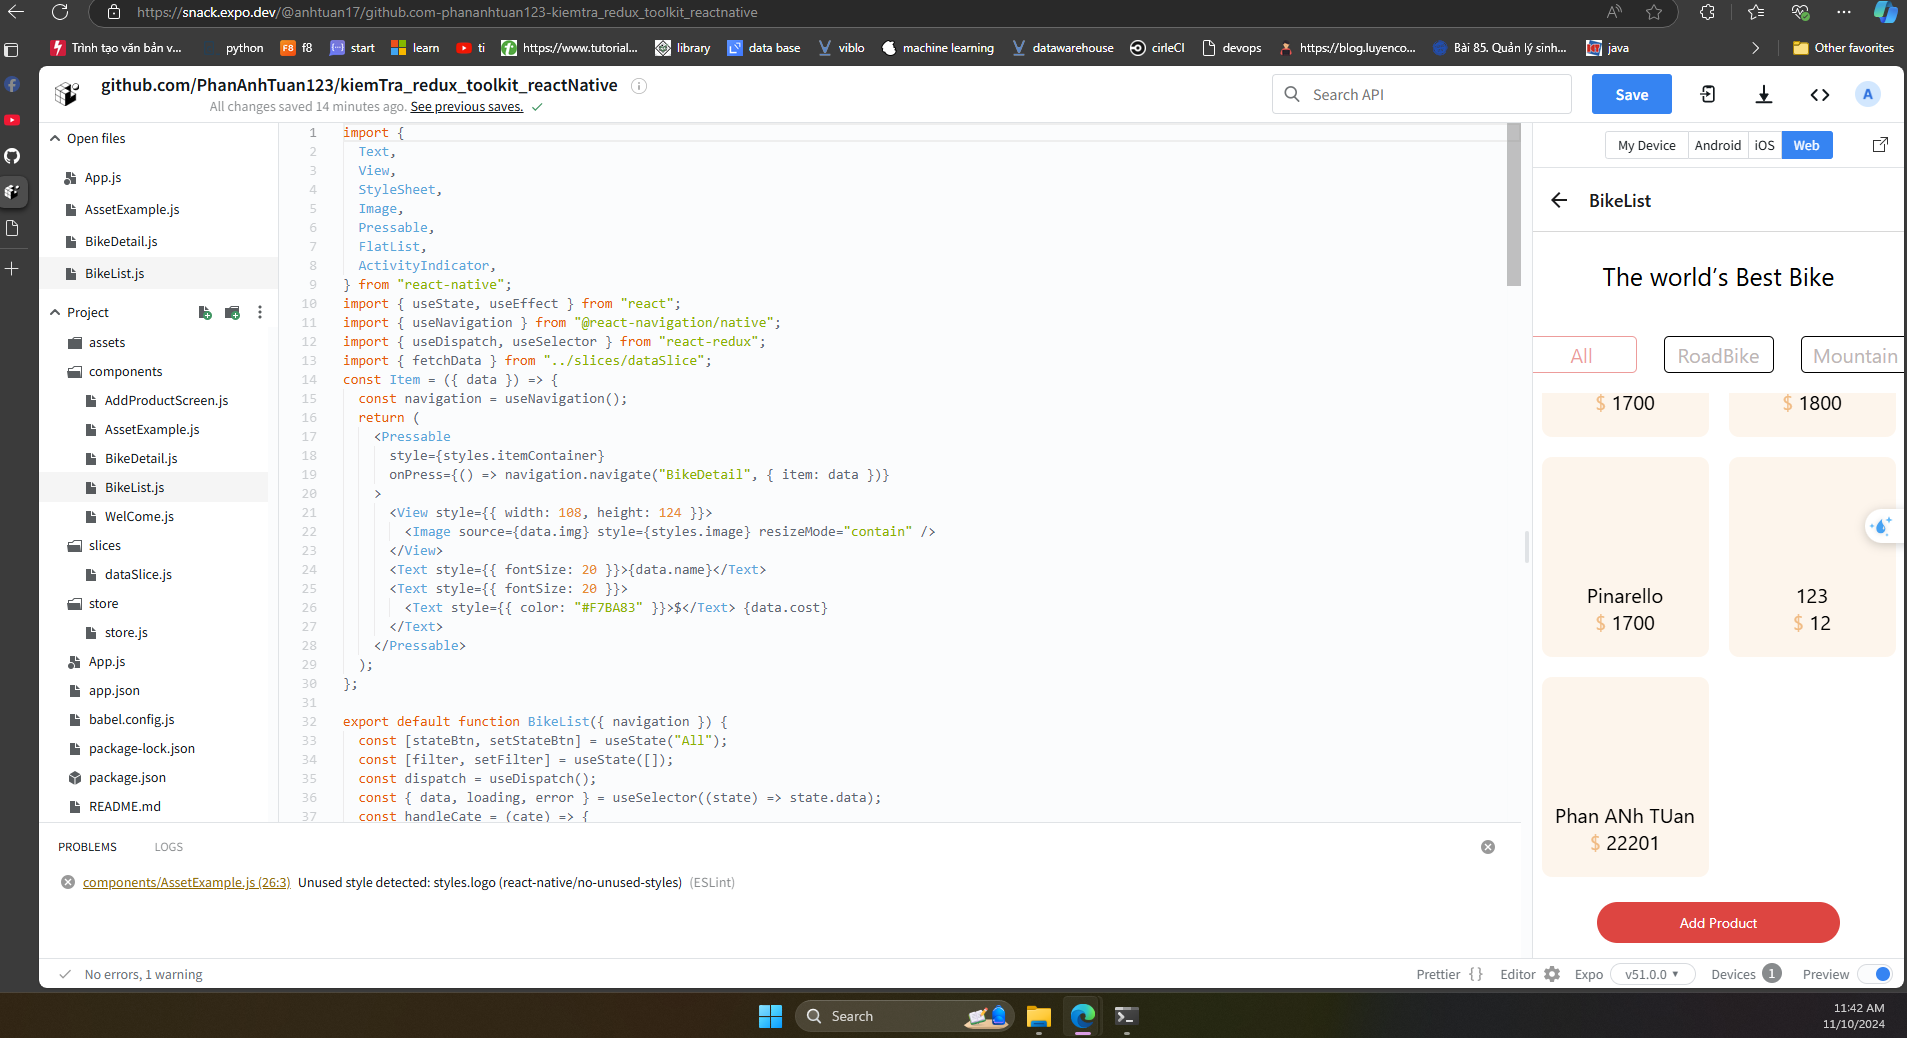 https://snack.expo.dev/@anhtuan17/github.com-phananhtuan123-kiemtra_redux_toolkit_reactnative
Trình tạo văn bản v...
python
F8 f8
start
learn
ti
https://www.tutorial...
library
data base
viblo
machine learning
datawarehouse
cirleCI
devops
https://blog.luyenco...
Bài 85. Quản lý sinh...
java
Other favorites
github.com/PhanAnhTuan123/kiemTra_redux_toolkit_reactNative
All changes saved 14 minutes ago. See previous saves.
Search API
Save
A
Open files
App.js
AssetExample.js
BikeDetail.js
BikeList.js
Project
assets
components
AddProductScreen.js
AssetExample.js
BikeDetail.js
BikeList.js
WelCome.js
slices
dataSlice.js
store
store.js
App.js
app.json
babel.config.js
package-lock.json
package.json
README.md
1 import {
2 Text,
3 View,
4 StyleSheet,
5 Image,
6 Pressable,
7 FlatList,
8 ActivityIndicator,
9 } from "react-native";
10 import { useState, useEffect } from "react";
11 import { useNavigation } from "@react-navigation/native";
12 import { useDispatch, useSelector } from "react-redux";
13 import { fetchData } from "../slices/dataSlice";
14 const Item = ({ data }) => {
15 const navigation = useNavigation();
16 return (
17 <Pressable
18 style={styles.itemContainer}
19 onPress={() => navigation.navigate("BikeDetail", { item: data })}
20 >
21 <View style={{ width: 108, height: 124 }}>
22 <Image source={data.img} style={styles.image} resizeMode="contain" />
23 </View>
24 <Text style={{ fontSize: 20 }}>{data.name}</Text>
25 <Text style={{ fontSize: 20 }}>
26 <Text style={{ color: "#F7BA83" }}>$</Text> {data.cost}
27 </Text>
28 </Pressable>
29 );
30 };
31
32 export default function BikeList({ navigation }) {
33 const [stateBtn, setStateBtn] = useState("All");
34 const [filter, setFilter] = useState([]);
35 const dispatch = useDispatch();
36 const { data, loading, error } = useSelector((state) => state.data);
37 const handleCate = (cate) => {
My Device
Android
iOS
Web
BikeList
The world’s Best Bike
All
RoadBike
Mountain
$ 1700
$ 1800
Pinarello
$ 1700
123
$ 12
Phan ANh TUan
$ 22201
Add Product
PROBLEMS
LOGS
components/AssetExample.js (26:3) Unused style detected: styles.logo (react-native/no-unused-styles) (ESLint)
No errors, 1 warning
Prettier { }
Editor
Expo v51.0.0
Devices 1
Preview
Search
11:42 AM
11/10/2024